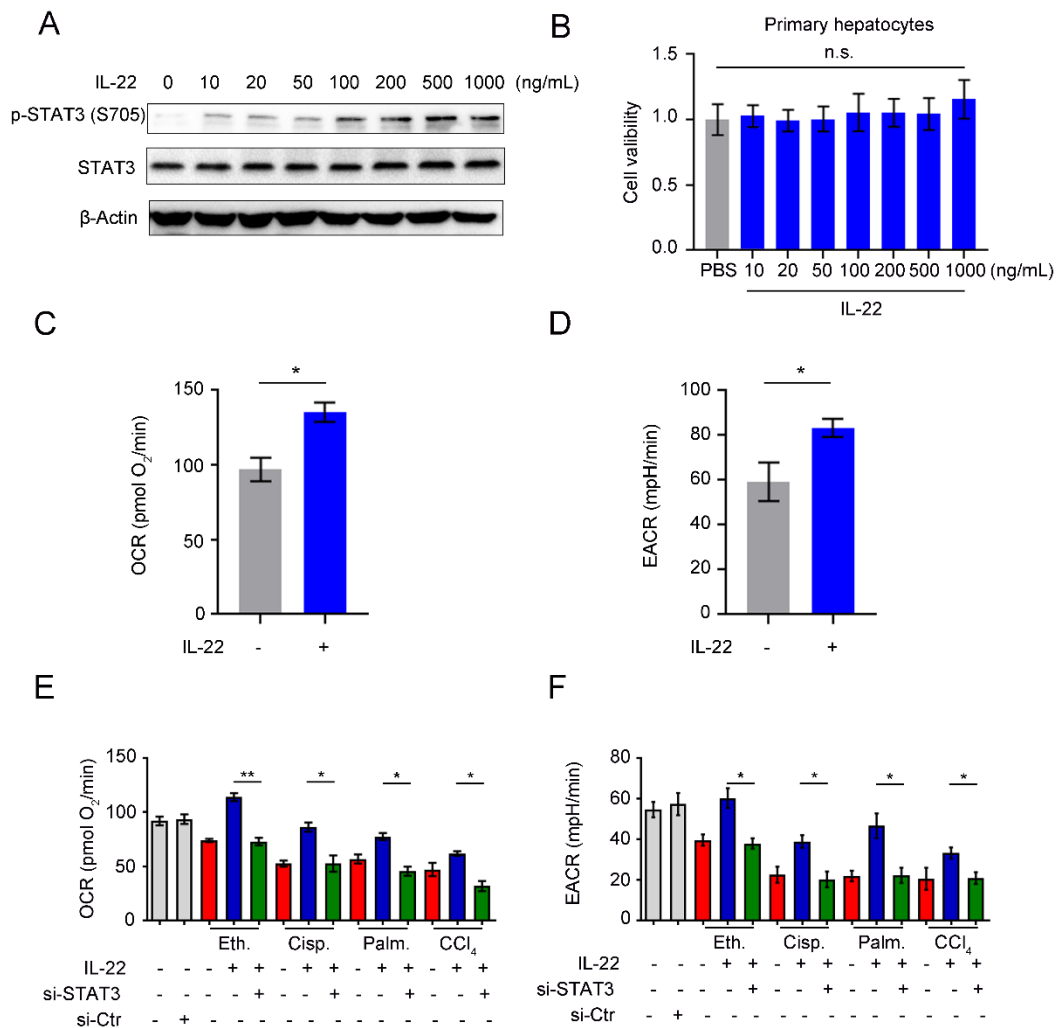 A
IL-22 0 10 20 50 100 200 500 1000 (ng/mL)
p-STAT3 (S705)
STAT3
β-Actin
B
Primary hepatocytes
n.s.
Cell valibility
1.5
1.0
0.5
0.0
PBS 10 20 50 100 200 500 1000 (ng/mL)
IL-22
C
*
OCR (pmol O₂/min)
150
100
50
0
IL-22 - +
D
*
EACR (mpH/min)
100
80
60
40
20
0
IL-22 - +
E
OCR (pmol O₂/min)
150
100
50
0
** * * *
Eth. Cisp. Palm. CCl₄
IL-22 - - - + + - + + - + + - + +
si-STAT3 - - - - + - - + - - + - - +
si-Ctr - + - - - - - - - - - - - -
F
EACR (mpH/min)
80
60
40
20
0
* * * *
Eth. Cisp. Palm. CCl₄
IL-22 - - - + + - + + - + + - + +
si-STAT3 - - - - + - - + - - + - - +
si-Ctr - + - - - - - - - - - - - -